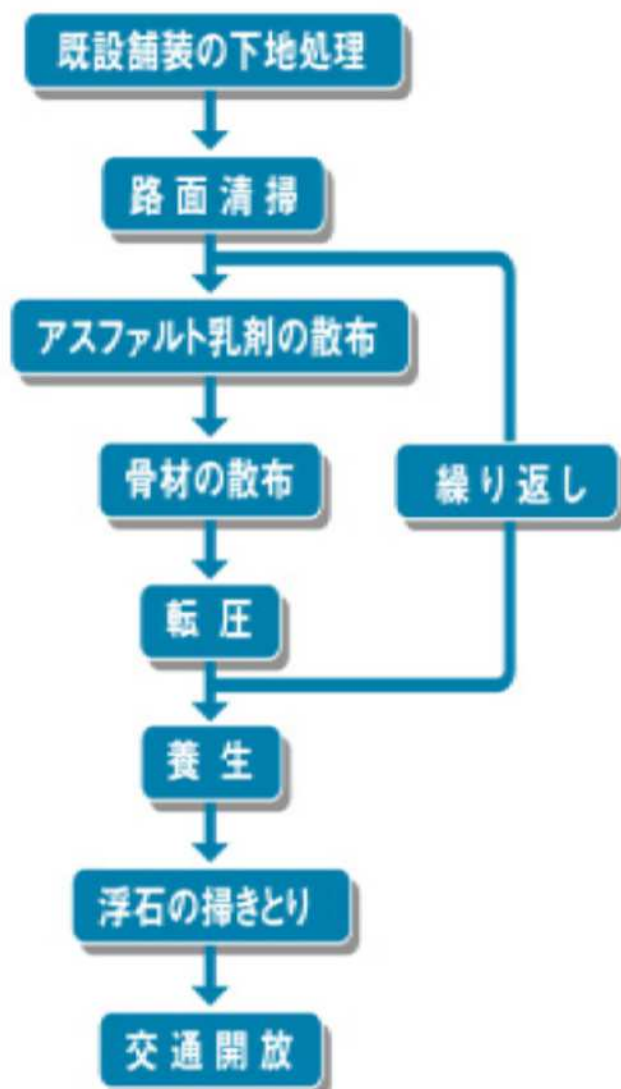 既設舗装の下地処理
路面清掃
アスファルト乳剤の散布
骨材の散布
繰り返し
転圧
養生
浮石の掃きとり
交通開放